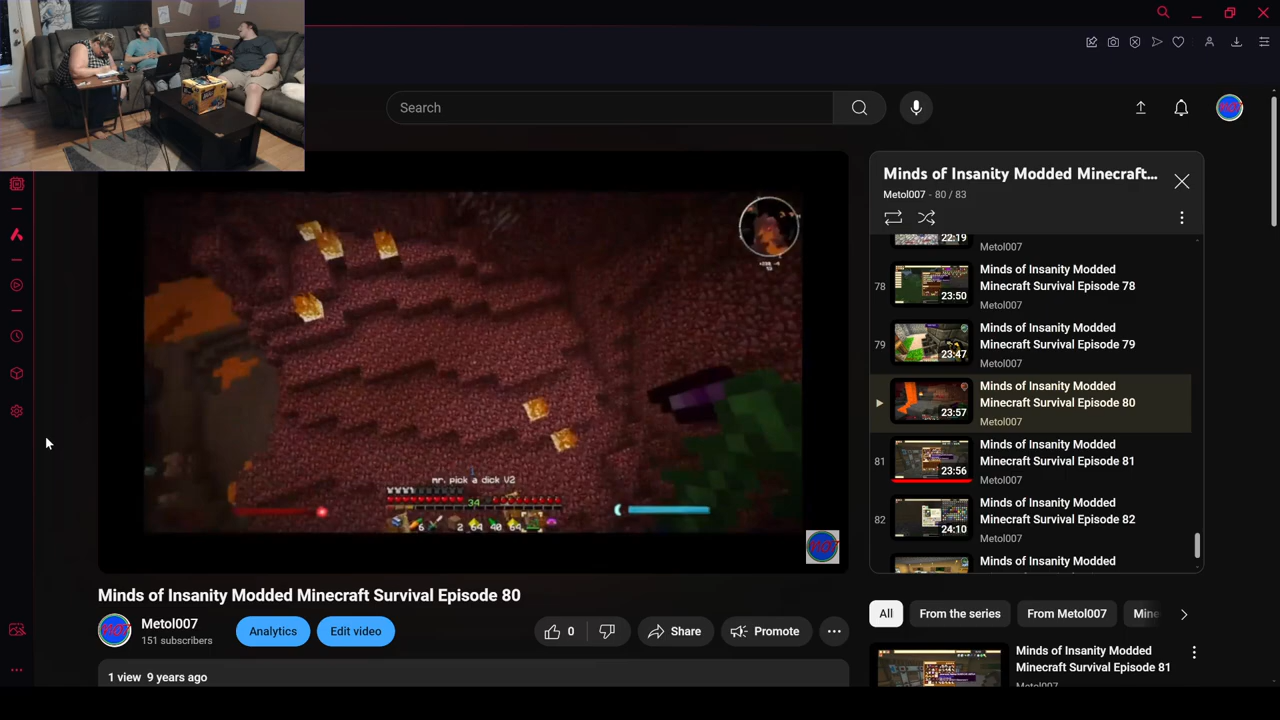 Search
Minds of Insanity Modded Minecraft...
Metol007 - 80 / 83
22:19
Metol007
78
23:50
Minds of Insanity Modded
Minecraft Survival Episode 78
Metol007
79
23:47
Minds of Insanity Modded
Minecraft Survival Episode 79
Metol007
23:57
Minds of Insanity Modded
Minecraft Survival Episode 80
Metol007
81
23:56
Minds of Insanity Modded
Minecraft Survival Episode 81
Metol007
82
24:10
Minds of Insanity Modded
Minecraft Survival Episode 82
Metol007
Minds of Insanity Modded
mr. pick a dick V2
34
6 2 64 40 64
Minds of Insanity Modded Minecraft Survival Episode 80
Metol007
151 subscribers
Analytics
Edit video
0
Share
Promote
1 view 9 years ago
All
From the series
From Metol007
Mine
Minds of Insanity Modded
Minecraft Survival Episode 81
Metol007